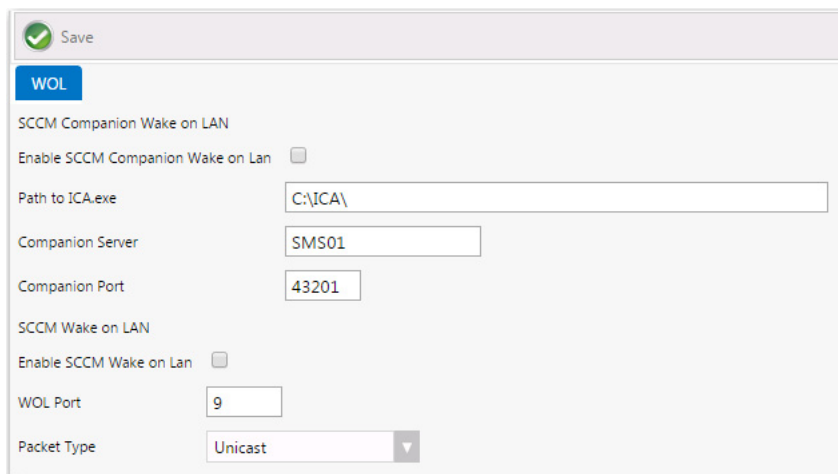 Save
WOL
SCCM Companion Wake on LAN
Enable SCCM Companion Wake on Lan
Path to ICA.exe C:\ICA\
Companion Server SMS01
Companion Port 43201
SCCM Wake on LAN
Enable SCCM Wake on Lan
WOL Port 9
Packet Type Unicast